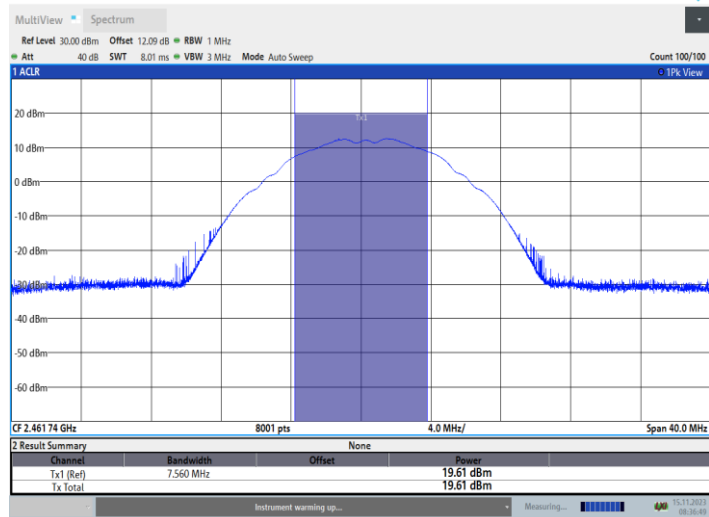 MultiView Spectrum
Ref Level 30.00 dBm Offset 12.09 dB RBW 1 MHz
Att 40 dB SWT 8.01 ms VBW 3 MHz Mode Auto Sweep Count 100/100
1 ACLR 1Pk View
Tx1
20 dBm
10 dBm
0 dBm
-10 dBm
-20 dBm
-30 dBm
-40 dBm
-50 dBm
-60 dBm
CF 2.46174 GHz 8001 pts 4.0 MHz/ Span 40.0 MHz
2 Result Summary None
Channel Bandwidth Offset Power
Tx1 (Ref) 7.560 MHz 19.61 dBm
Tx Total 19.61 dBm
Instrument warming up... Measuring... 15.11.2023
08:36:49